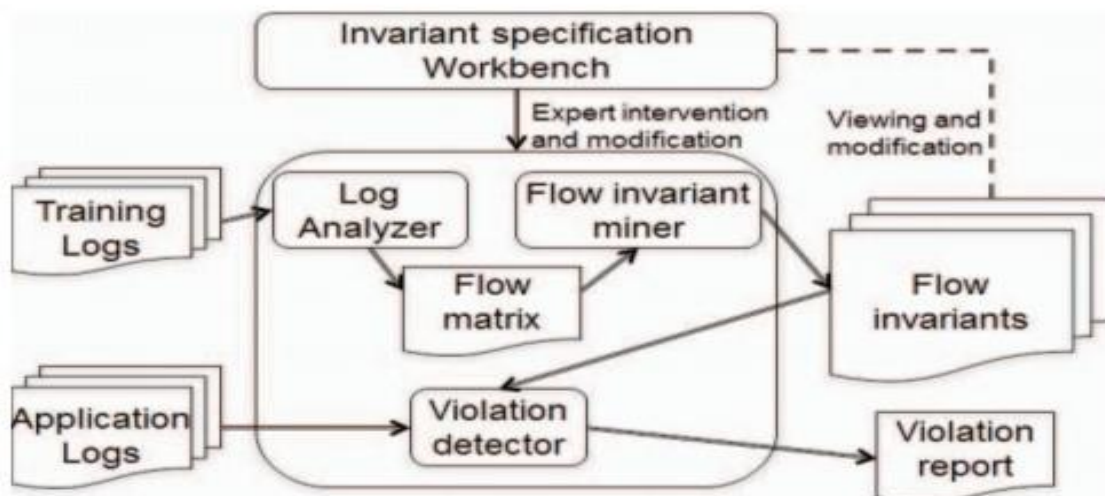 Invariant specification
Workbench
Expert intervention
and modification
Viewing and
modification
Training
Logs
Log
Analyzer
Flow invariant
miner
Flow
matrix
Flow
invariants
Application
Logs
Violation
detector
Violation
report